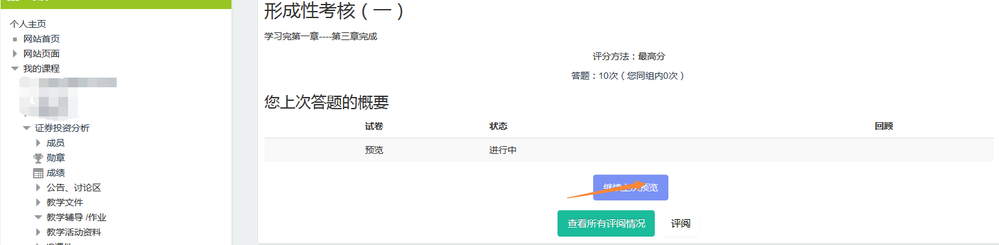 个人主页
网站首页
网站页面
我的课程
证券投资分析
成员
勋章
成绩
公告、讨论区
教学文件
教学辅导 /作业
教学活动资料
形成性考核（一）
学习完第一章----第三章完成
评分方法：最高分
答题：10次（您同组内0次）
您上次答题的概要
试卷 状态 回顾
预览 进行中
继续上次预览
查看所有评阅情况 评阅